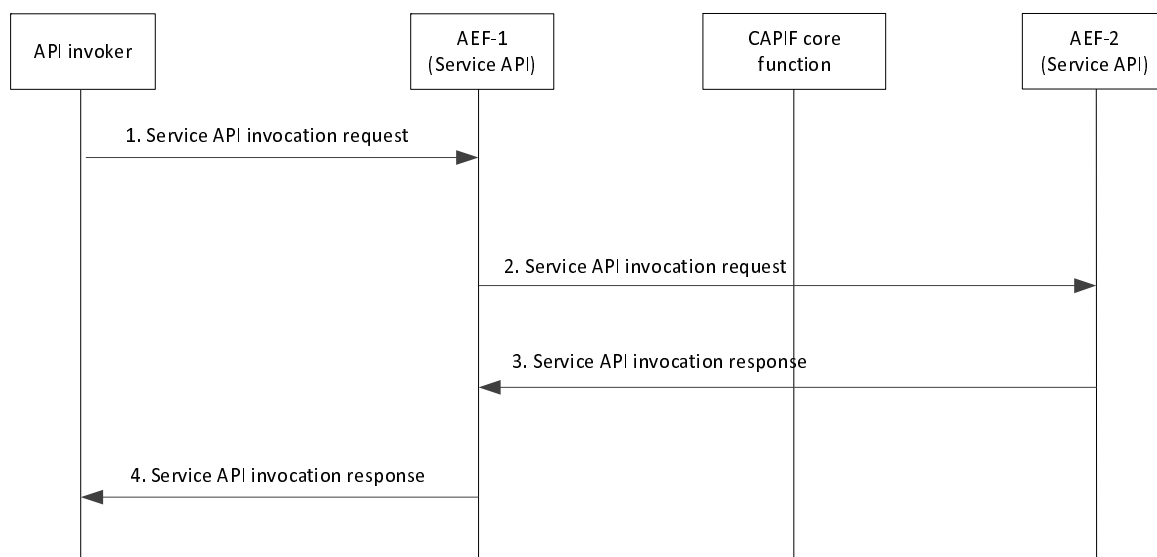 API invoker
AEF-1
(Service API)
CAPIF core
function
AEF-2
(Service API)
1. Service API invocation request
2. Service API invocation request
3. Service API invocation response
4. Service API invocation response